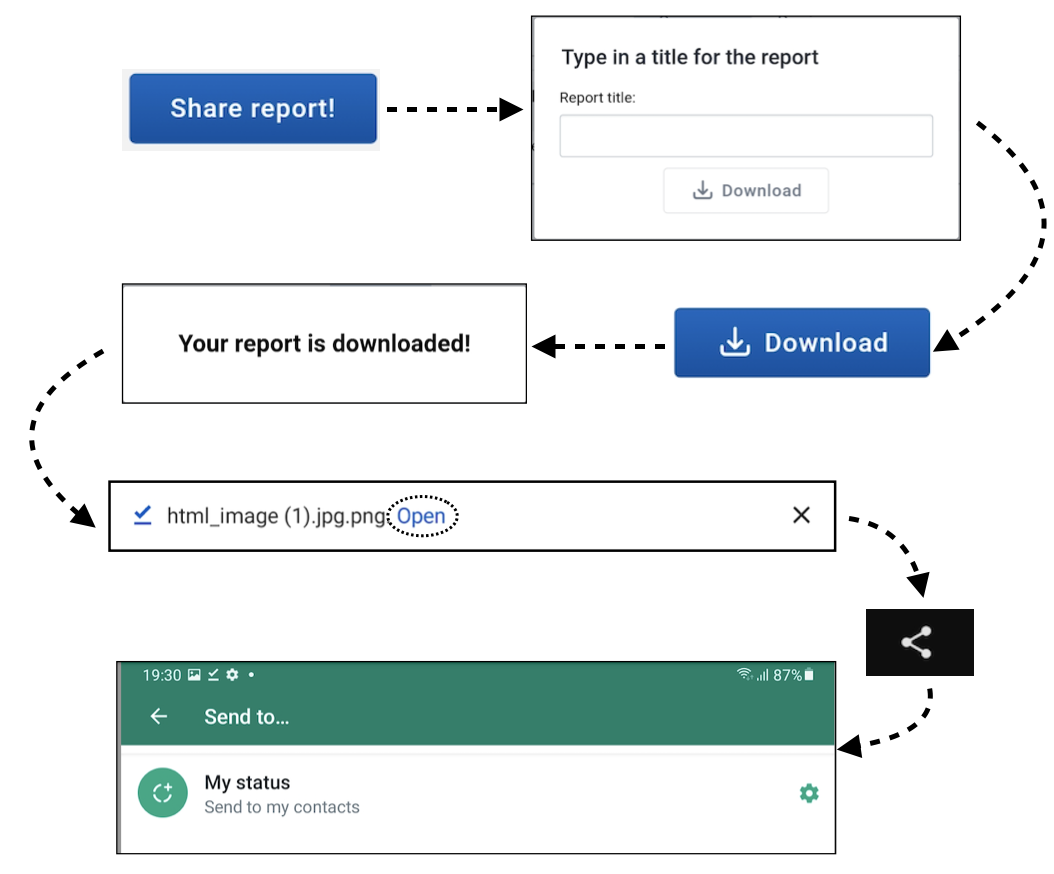 Share report!
Type in a title for the report
Report title:
Download
Download
Your report is downloaded!
html_image (1).jpg.png Open
19:30 87%
Send to...
My status
Send to my contacts